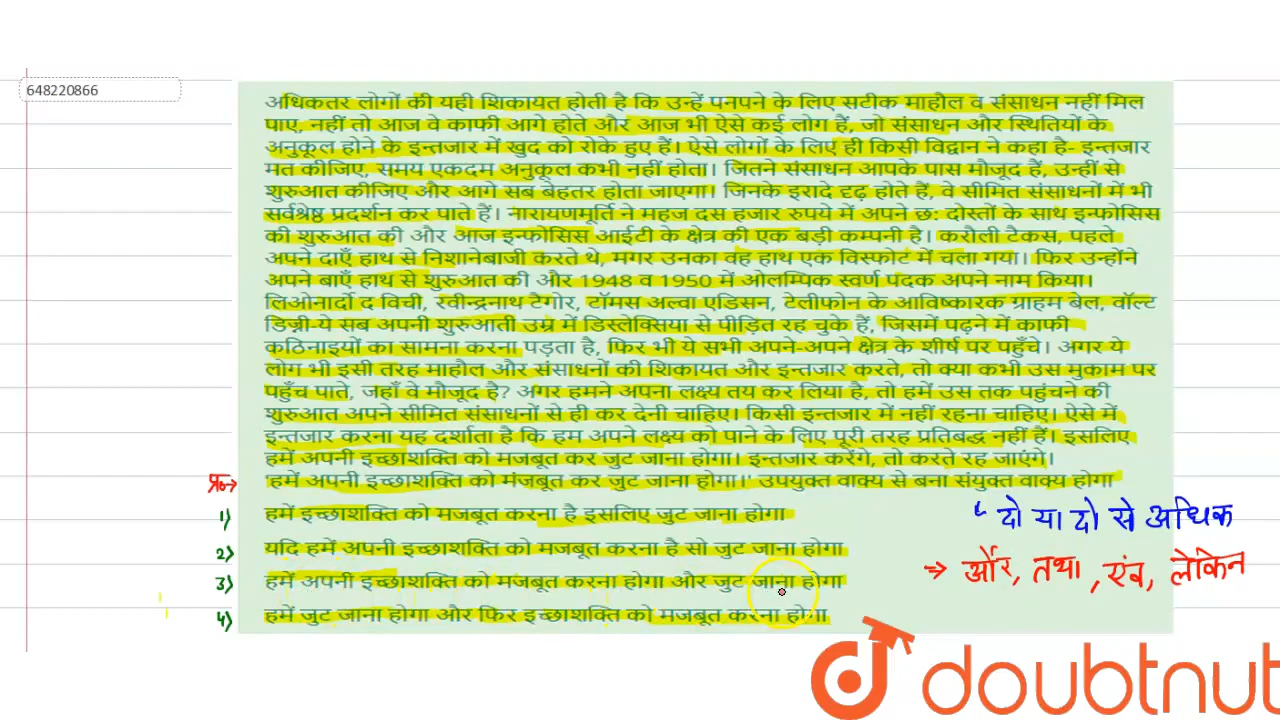 648220866
अधिकतर लोगों की यही शिकायत होती है कि उन्हें पनपने के लिए सटीक माहौल व संसाधन नहीं मिल
पाए, नहीं तो आज वे काफी आगे होते और आज भी ऐसे कई लोग हैं, जो संसाधन और स्थितियों के
अनुकूल होने के इन्तजार में खुद को रोके हुए हैं। ऐसे लोगों के लिए ही किसी विद्वान ने कहा है- इन्तजार
मत कीजिए, समय एकदम अनुकूल कभी नहीं होता। जितने संसाधन आपके पास मौजूद हैं, उन्हीं से
शुरुआत कीजिए और आगे सब बेहतर होता जाएगा। जिनके इरादे दृढ़ होते हैं, वे सीमित संसाधनों में भी
सर्वश्रेष्ठ प्रदर्शन कर पाते हैं। नारायणमूर्ति ने महज दस हजार रुपये में अपने छ: दोस्तों के साथ इन्फोसिस
की शुरुआत की और आज इन्फोसिस आईटी के क्षेत्र की एक बड़ी कम्पनी है। करौली टैकस, पहले
अपने दाएँ हाथ से निशानेबाजी करते थे, मगर उनका वह हाथ एक विस्फोट में चला गया। फिर उन्होंने
अपने बाएँ हाथ से शुरुआत की और 1948 व 1950 में ओलम्पिक स्वर्ण पदक अपने नाम किया।
लिओनार्दो द विंची, रवीन्द्रनाथ टैगोर, टॉमस अल्वा एडिसन, टेलीफोन के आविष्कारक ग्राहम बेल, वॉल्ट
डिज़्नी-ये सब अपनी शुरुआती उम्र में डिस्लेक्सिया से पीड़ित रह चुके हैं, जिसमें पढ़ने में काफी
कठिनाइयों का सामना करना पड़ता है, फिर भी ये सभी अपने-अपने क्षेत्र के शीर्ष पर पहुँचे। अगर ये
लोग भी इसी तरह माहौल और संसाधनों की शिकायत और इन्तजार करते, तो क्या कभी उस मुकाम पर
पहुँच पाते, जहाँ वे मौजूद है? अगर हमने अपना लक्ष्य तय कर लिया है, तो हमें उस तक पहुंचने की
शुरुआत अपने सीमित संसाधनों से ही कर देनी चाहिए। किसी इन्तजार में नहीं रहना चाहिए। ऐसे में
इन्तजार करना यह दर्शाता है कि हम अपने लक्ष्य को पाने के लिए पूरी तरह प्रतिबद्ध नहीं हैं। इसलिए
हमें अपनी इच्छाशक्ति को मजबूत कर जुट जाना होगा। इन्तजार करेंगे, तो करते रह जाएंगे।
प्र०→ 'हमें अपनी इच्छाशक्ति को मजबूत कर जुट जाना होगा।' उपयुक्त वाक्य से बना संयुक्त वाक्य होगा
1) हमें इच्छाशक्ति को मजबूत करना है इसलिए जुट जाना होगा
2) यदि हमें अपनी इच्छाशक्ति को मजबूत करना है सो जुट जाना होगा
3) हमें अपनी इच्छाशक्ति को मजबूत करना होगा और जुट जाना होगा
4) हमें जुट जाना होगा और फिर इच्छाशक्ति को मजबूत करना होगा
" दो या दो से अधिक
→ और, तथा, एंव, लेकिन
doubtnut